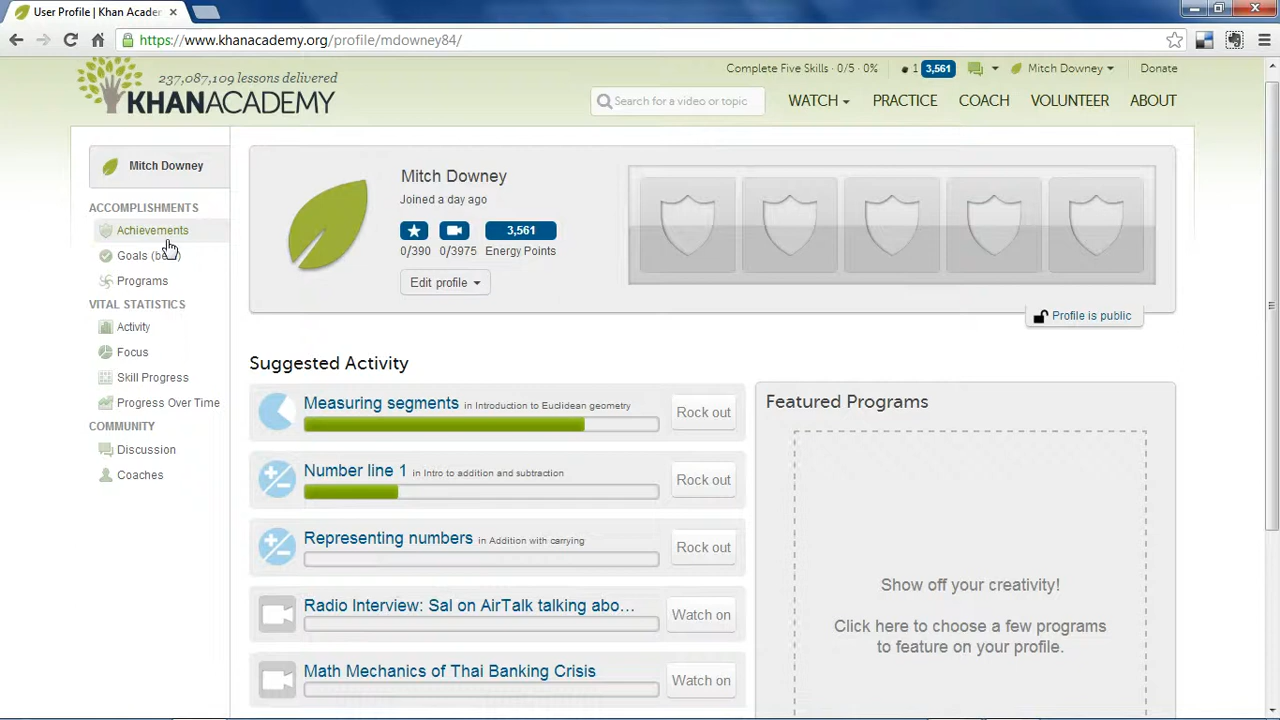 User Profile | Khan Acader
https://www.khanacademy.org/profile/mdowney84/
237,087,109 lessons delivered
KHANACADEMY
Complete Five Skills · 0/5 · 0%
1 3,561
Mitch Downey
Donate
Search for a video or topic
WATCH
PRACTICE
COACH
VOLUNTEER
ABOUT
Mitch Downey
ACCOMPLISHMENTS
Achievements
Goals
Programs
VITAL STATISTICS
Activity
Focus
Skill Progress
Progress Over Time
COMMUNITY
Discussion
Coaches
Mitch Downey
Joined a day ago
3,561
0/390 0/3975 Energy Points
Edit profile
Profile is public
Suggested Activity
Measuring segments in Introduction to Euclidean geometry
Rock out
Number line 1 in Intro to addition and subtraction
Rock out
Representing numbers in Addition with carrying
Rock out
Radio Interview: Sal on AirTalk talking abo...
Watch on
Math Mechanics of Thai Banking Crisis
Watch on
Featured Programs
Show off your creativity!
Click here to choose a few programs
to feature on your profile.